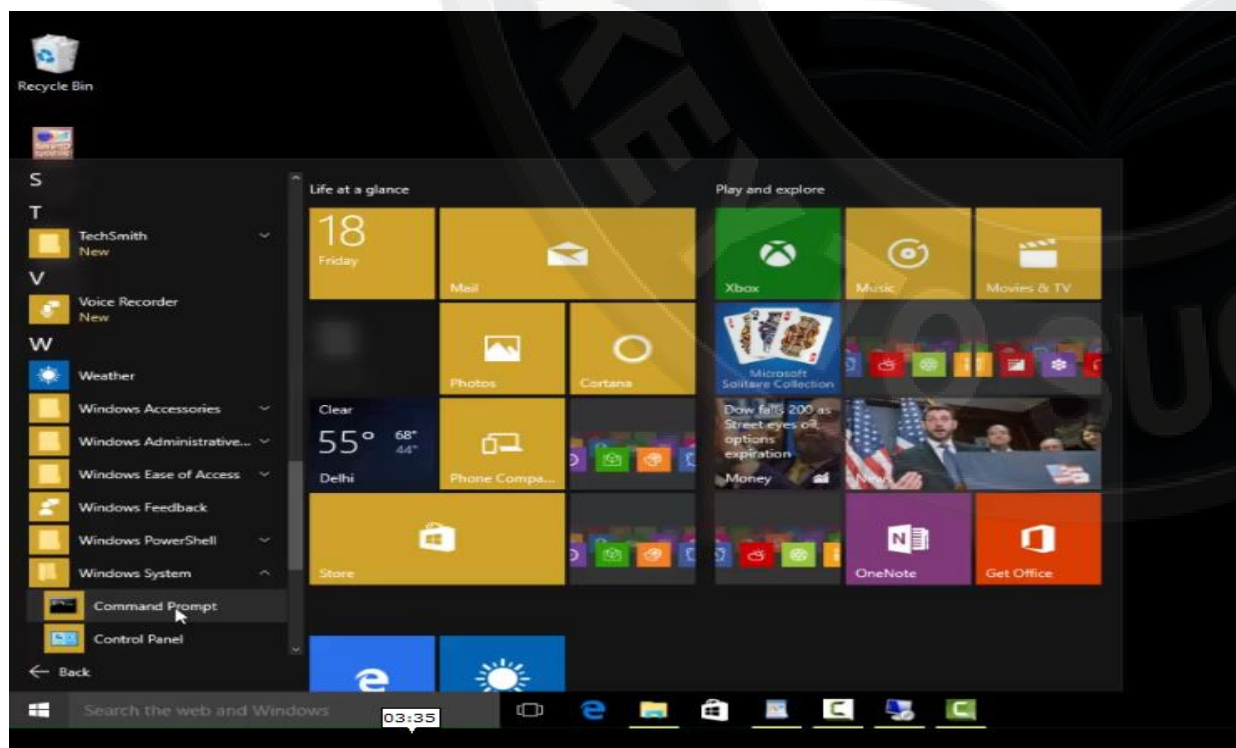 Recycle Bin
S
T
TechSmith
New
V
Voice Recorder
New
W
Weather
Windows Accessories
Windows Administrative...
Windows Ease of Access
Windows Feedback
Windows PowerShell
Windows System
Command Prompt
Control Panel
Back
Life at a glance
18
Friday
Mail
Photos
Cortana
Clear
55° 68°
44°
Delhi
Phone Compa...
Store
Play and explore
Xbox
Music
Movies & TV
Microsoft
Solitaire Collection
Dow falls 200 as
Street eyes oil,
options
expiration
Money
News
OneNote
Get Office
Search the web and Windows
03:35